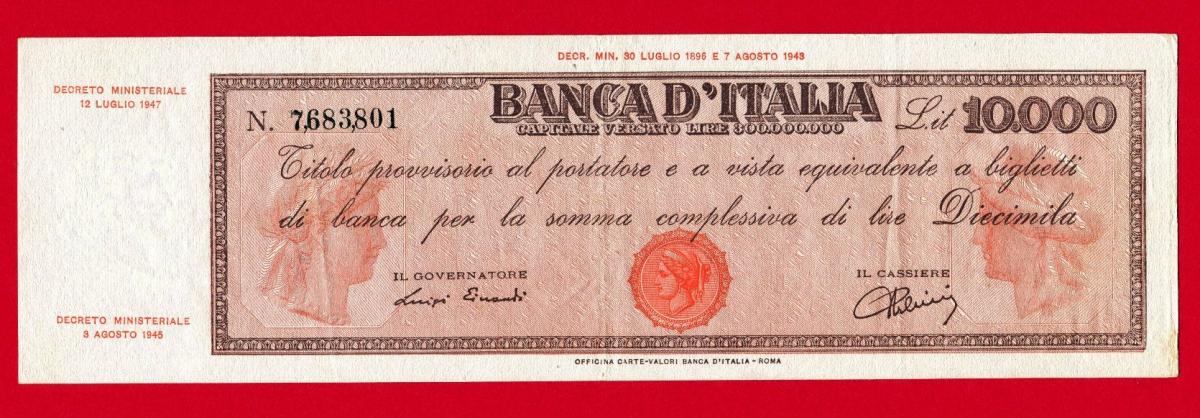 DECR. MIN. 30 LUGLIO 1896 E 7 AGOSTO 1943
DECRETO MINISTERIALE
12 LUGLIO 1947
BANCA D'ITALIA
CAPITALE VERSATO LIRE 300.000.000
N. 7,683,801
L.it 10.000
Titolo provvisorio al portatore e a vista equivalente a biglietti
di banca per la somma complessiva di lire Diecimila
IL GOVERNATORE
Luigi Einaudi
IL CASSIERE
DECRETO MINISTERIALE
3 AGOSTO 1945
OFFICINA CARTE-VALORI BANCA D'ITALIA - ROMA